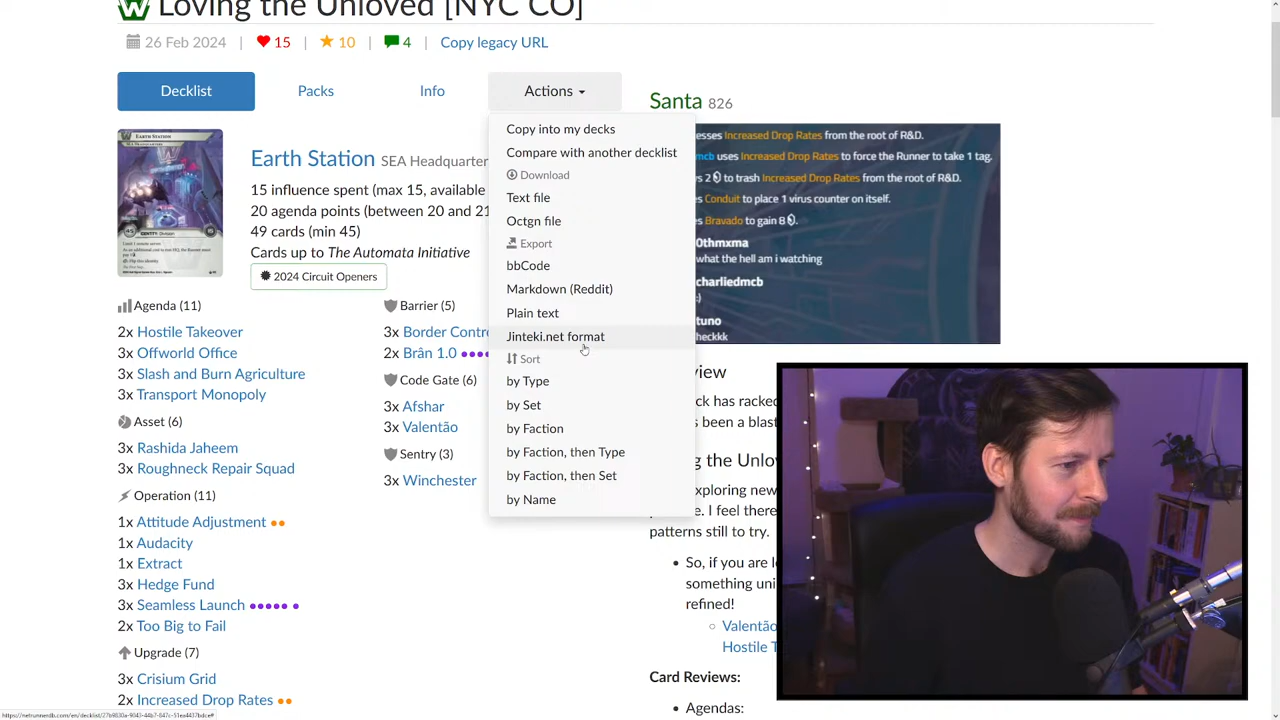 Loving the Unloved [NYC CO]
26 Feb 2024 | 15 | 10 | 4 | Copy legacy URL
Decklist Packs Info Actions
Santa 826
Earth Station SEA Headquarter
15 influence spent (max 15, available
20 agenda points (between 20 and 21
49 cards (min 45)
Cards up to The Automata Initiative
2024 Circuit Openers
Agenda (11)
2x Hostile Takeover
3x Offworld Office
3x Slash and Burn Agriculture
3x Transport Monopoly
Asset (6)
3x Rashida Jaheem
3x Roughneck Repair Squad
Operation (11)
1x Attitude Adjustment
1x Audacity
1x Extract
3x Hedge Fund
3x Seamless Launch
2x Too Big to Fail
Upgrade (7)
3x Crisium Grid
2x Increased Drop Rates
Barrier (5)
3x Border Contr
2x Brân 1.0
Code Gate (6)
3x Afshar
3x Valentão
Sentry (3)
3x Winchester
Copy into my decks
Compare with another decklist
Download
Text file
Octgn file
Export
bbCode
Markdown (Reddit)
Plain text
Jinteki.net format
Sort
by Type
by Set
by Faction
by Faction, then Type
by Faction, then Set
by Name
esses Increased Drop Rates from the root of R&D.
mcb uses Increased Drop Rates to force the Runner to take 1 tag.
s 2 to trash Increased Drop Rates from the root of R&D.
s Conduit to place 1 virus counter on itself.
s Bravado to gain 8.
0thmxma
what the hell am i watching
charliedmcb
:)
tuno
heckkk
view
ck has racked
been a blast
g the Unlo
xploring new
e. I feel there
patterns still to try.
• So, if you are l
something uni
refined!
Valentão
Hostile T
Card Reviews:
• Agendas: